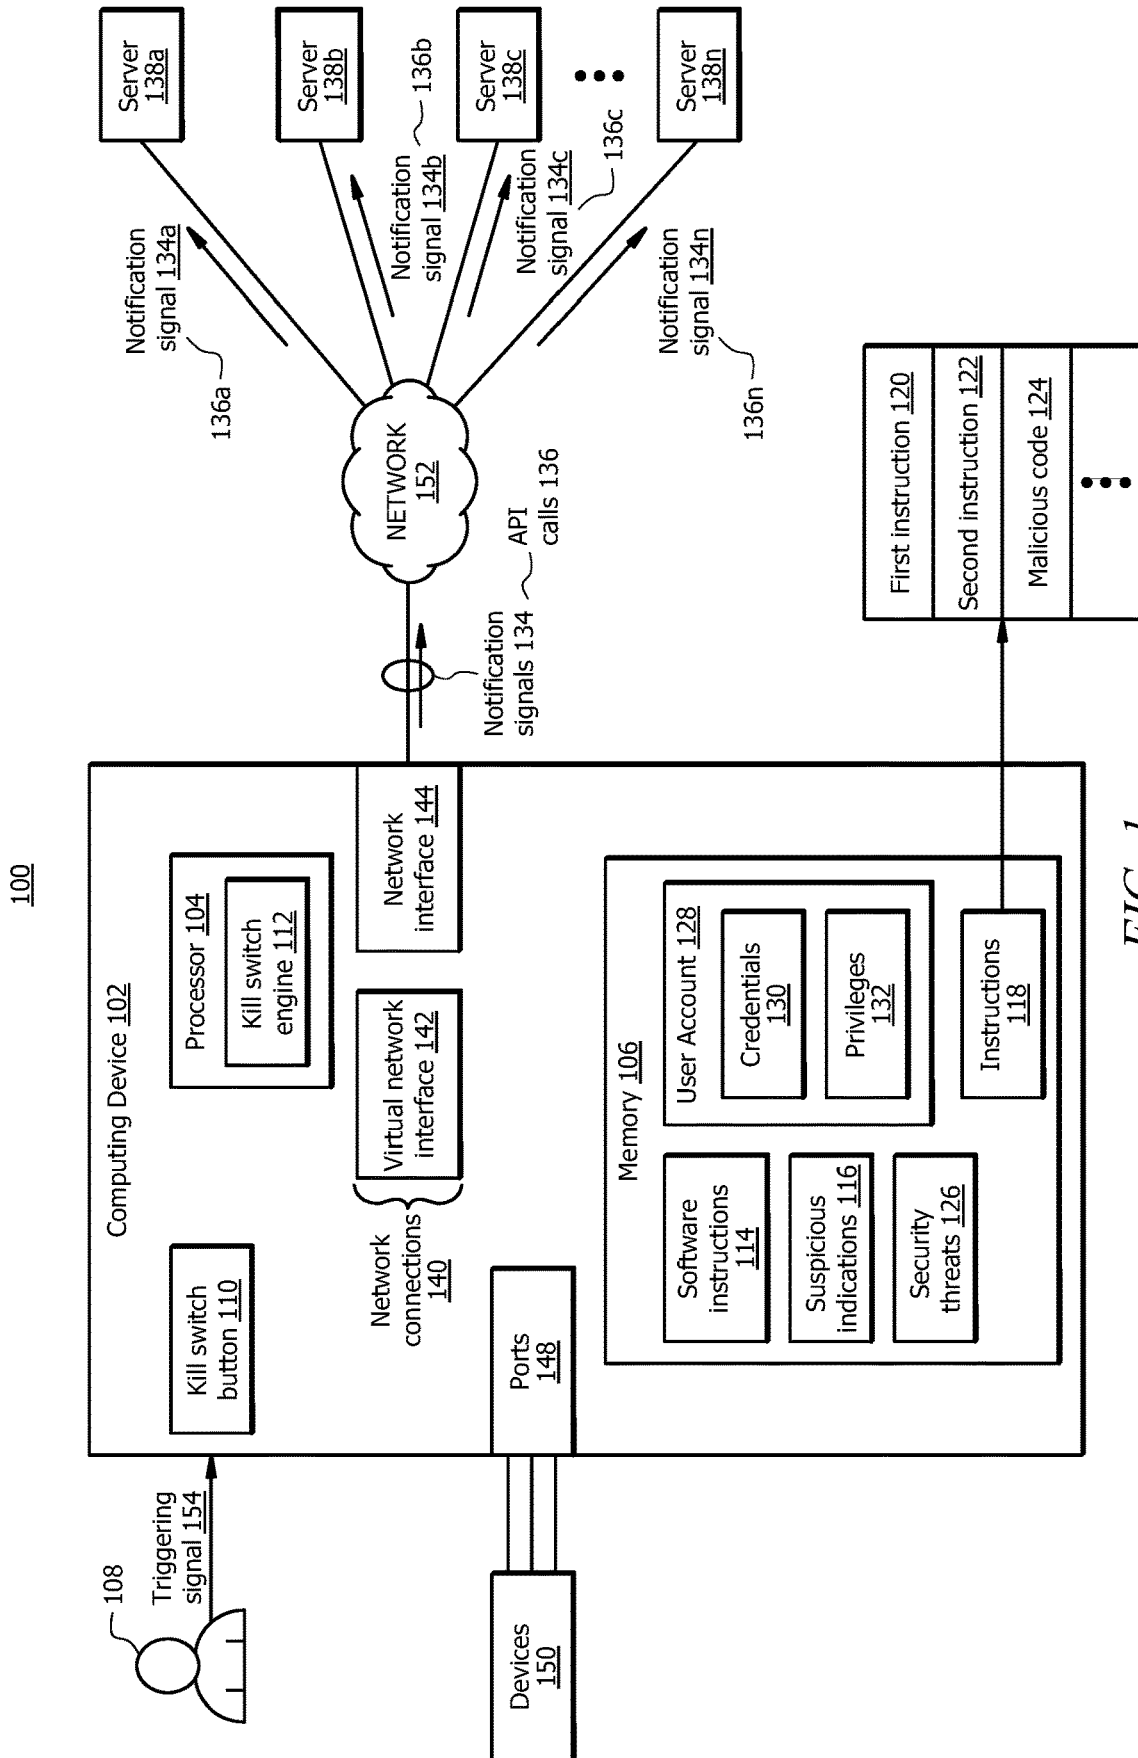 100
108
Triggering
signal 154
Computing Device 102
Kill switch
button 110
Processor 104
Kill switch
engine 112
Network
connections
140
Virtual network
interface 142
Network
interface 144
Ports
148
Devices
150
Memory 106
Software
instructions
114
Suspicious
indications 116
Security
threats 126
User Account 128
Credentials
130
Privileges
132
Instructions
118
Notification
signals 134
API
calls 136
NETWORK
152
Notification
signal 134a
136a
Notification
signal 134b
136b
Notification
signal 134c
136c
Notification
signal 134n
136n
Server
138a
Server
138b
Server
138c
Server
138n
First instruction 120
Second instruction 122
Malicious code 124
FIG. 1